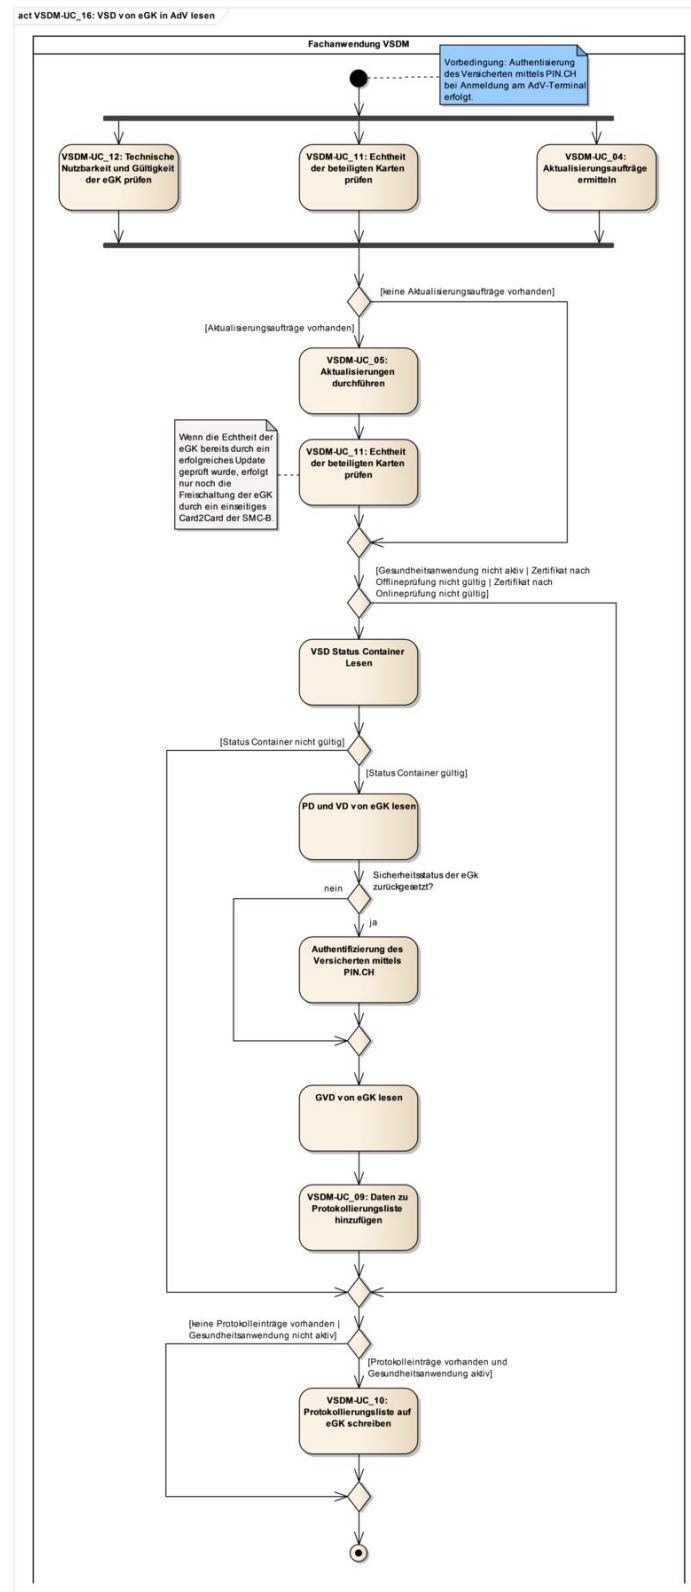 act VSDM-UC_16: VSD von eGK in AdV lesen
Fachanwendung VSDM
Vorbedingung: Authentisierung
des Versicherten mittels PIN.CH
bei Anmeldung am AdV-Terminal
erfolgt.
VSDM-UC_12: Technische
Nutzbarkeit und Gültigkeit
der eGK prüfen
VSDM-UC_11: Echtheit
der beteiligten Karten
prüfen
VSDM-UC_04:
Aktualisierungsaufträge
ermitteln
[keine Aktualisierungsaufträge vorhanden]
[Aktualisierungsaufträge vorhanden]
VSDM-UC_05:
Aktualisierungen
durchführen
Wenn die Echtheit der
eGK bereits durch ein
erfolgreiches Update
geprüft wurde, erfolgt
nur noch die
Freischaltung der eGK
durch ein einseitiges
Card2Card der SMC-B.
VSDM-UC_11: Echtheit
der beteiligten Karten
prüfen
[Gesundheitsanwendung nicht aktiv | Zertifikat nach
Offlineprüfung nicht gültig | Zertifikat nach
Onlineprüfung nicht gültig]
VSD Status Container
Lesen
[Status Container nicht gültig]
[Status Container gültig]
PD und VD von eGK lesen
Sicherheitsstatus der eGk
zurückgesetzt?
nein
ja
Authentifizierung des
Versicherten mittels
PIN.CH
GVD von eGK lesen
VSDM-UC_09: Daten zu
Protokollierungsliste
hinzufügen
[keine Protokolleinträge vorhanden |
Gesundheitsanwendung nicht aktiv]
[Protokolleinträge vorhanden und
Gesundheitsanwendung aktiv]
VSDM-UC_10:
Protokollierungsliste auf
eGK schreiben